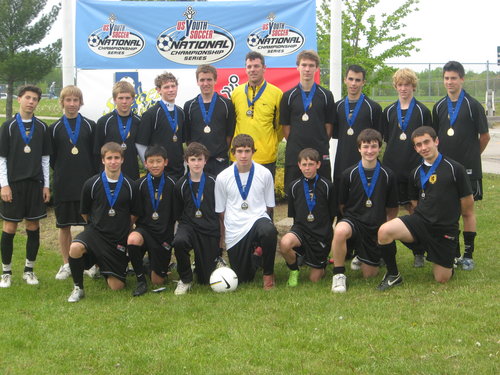 US Youth Soccer
NATIONAL
CHAMPIONSHIP
SERIES
US Youth Soccer
NATIONAL
CHAMPIONSHIP
SERIES
US Youth Soccer
NATIONAL
CHAMPIONSHIP
SERIES